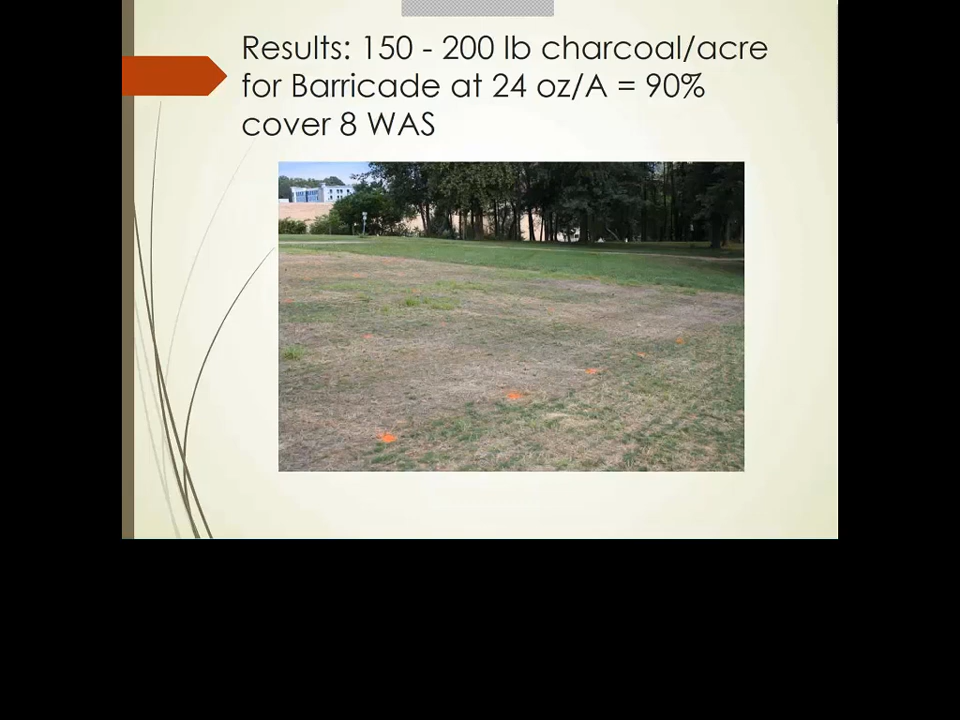 Results: 150 - 200 lb charcoal/acre
for Barricade at 24 oz/A = 90%
cover 8 WAS